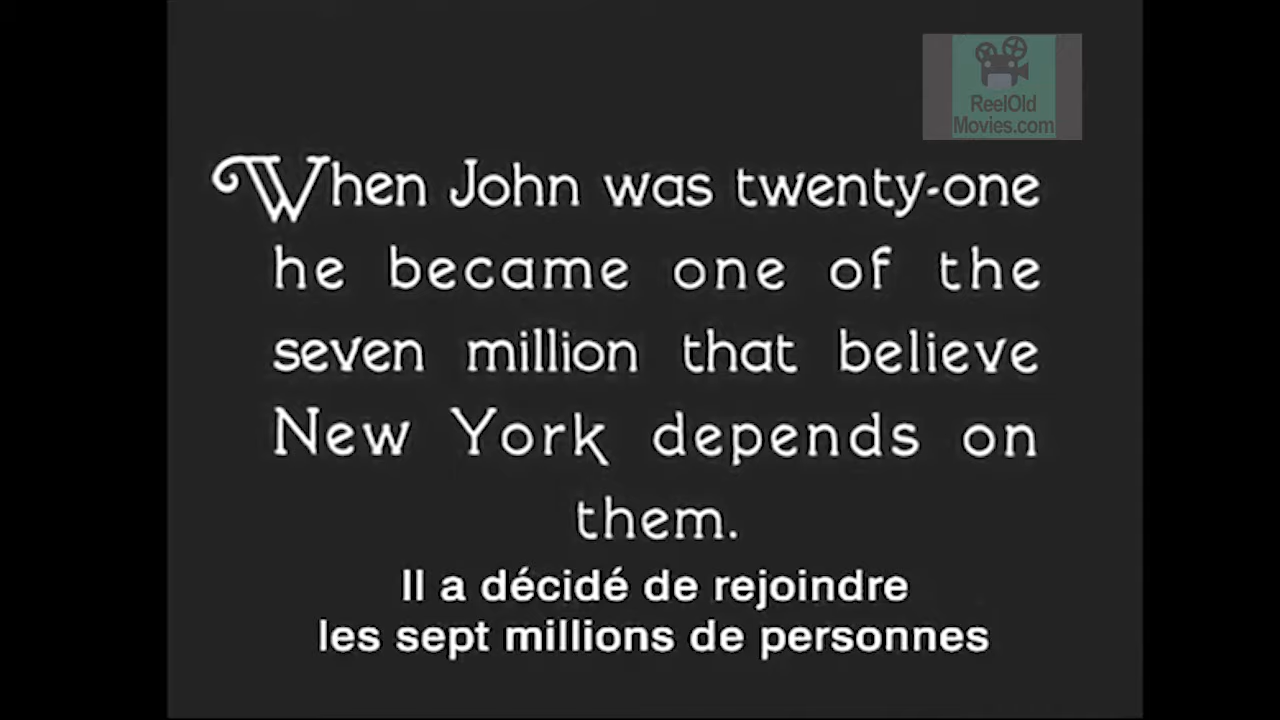 ReelOld
Movies.com
When John was twenty-one
he became one of the
seven million that believe
New York depends on
them.
Il a décidé de rejoindre
les sept millions de personnes